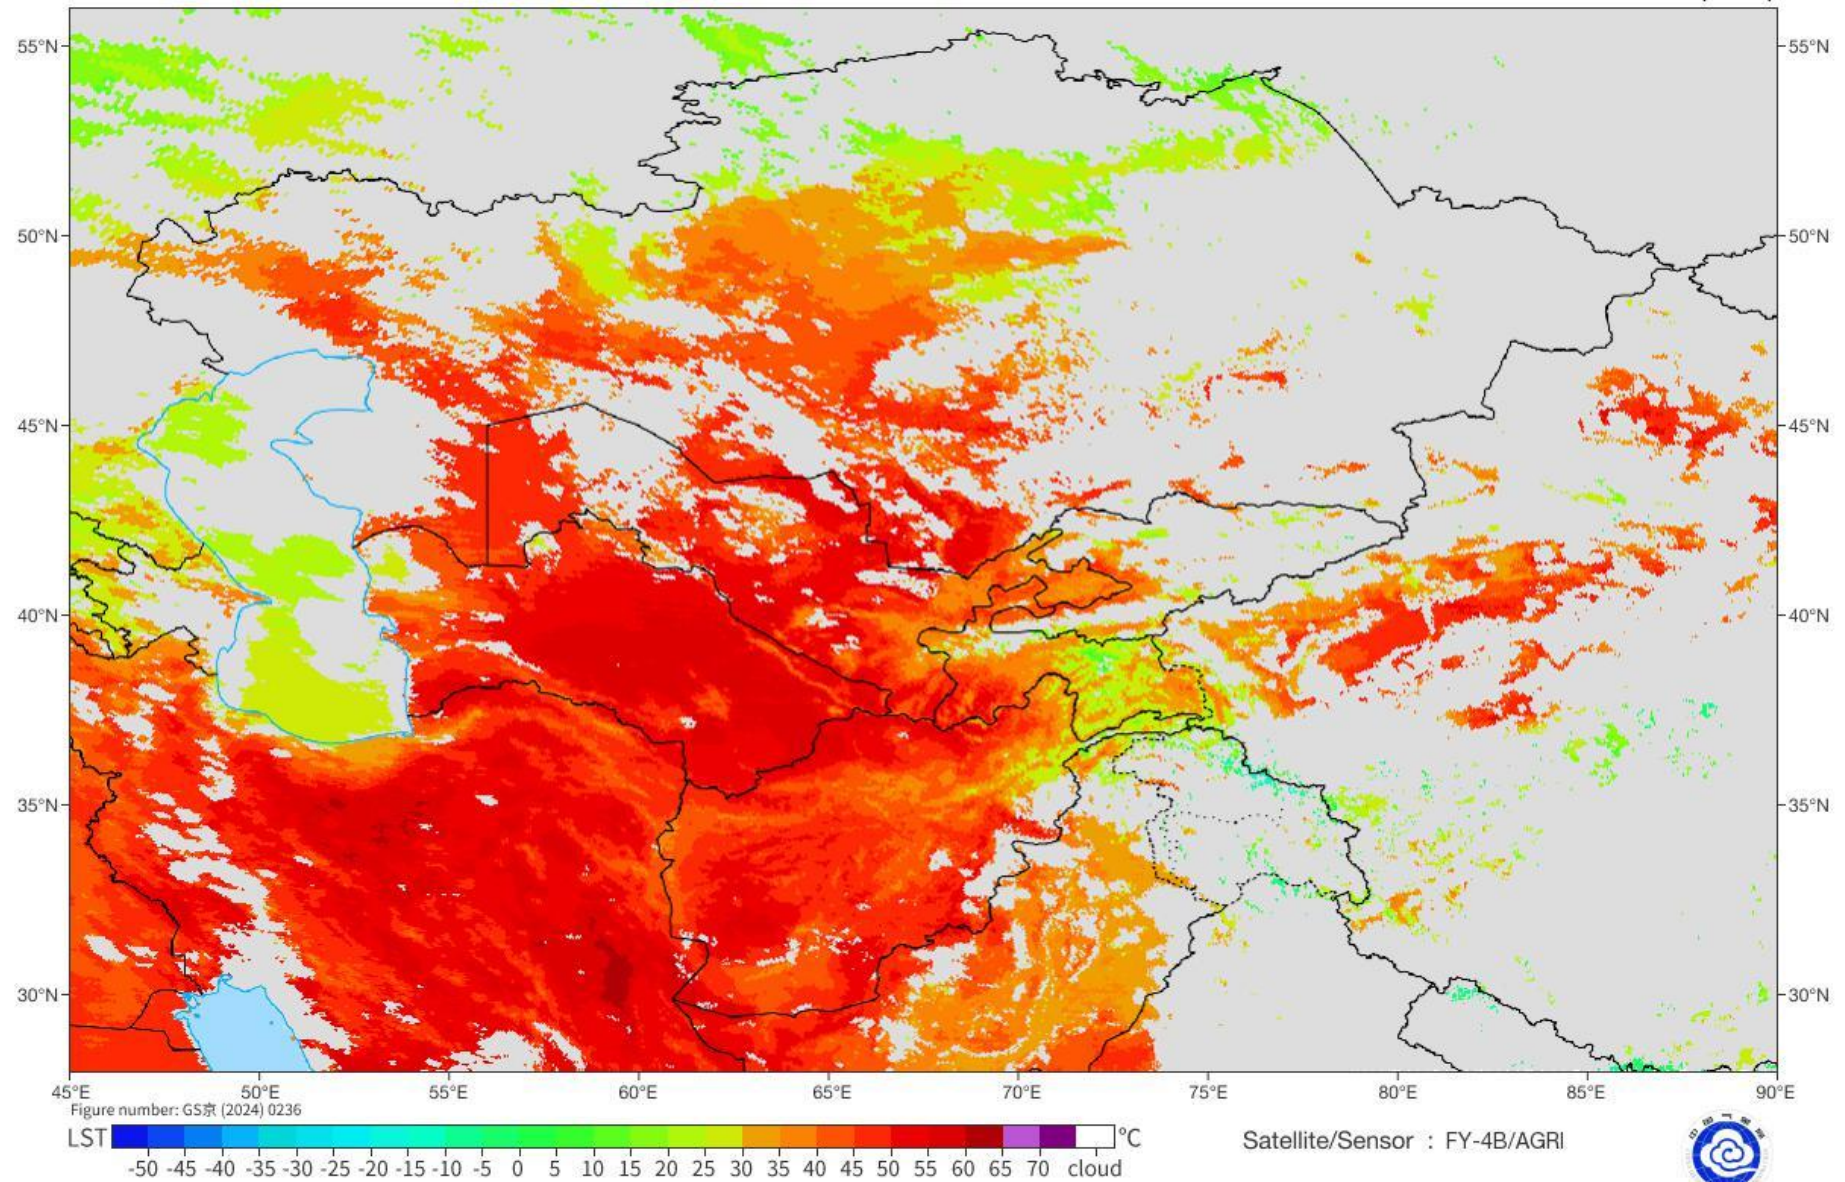 55°N 55°N
50°N 50°N
45°N 45°N
40°N 40°N
35°N 35°N
30°N 30°N
45°E 50°E 55°E 60°E 65°E 70°E 75°E 80°E 85°E 90°E
Figure number: GS京 (2024) 0236
LST °C
-50 -45 -40 -35 -30 -25 -20 -15 -10 -5 0 5 10 15 20 25 30 35 40 45 50 55 60 65 70 cloud
Satellite/Sensor : FY-4B/AGRI